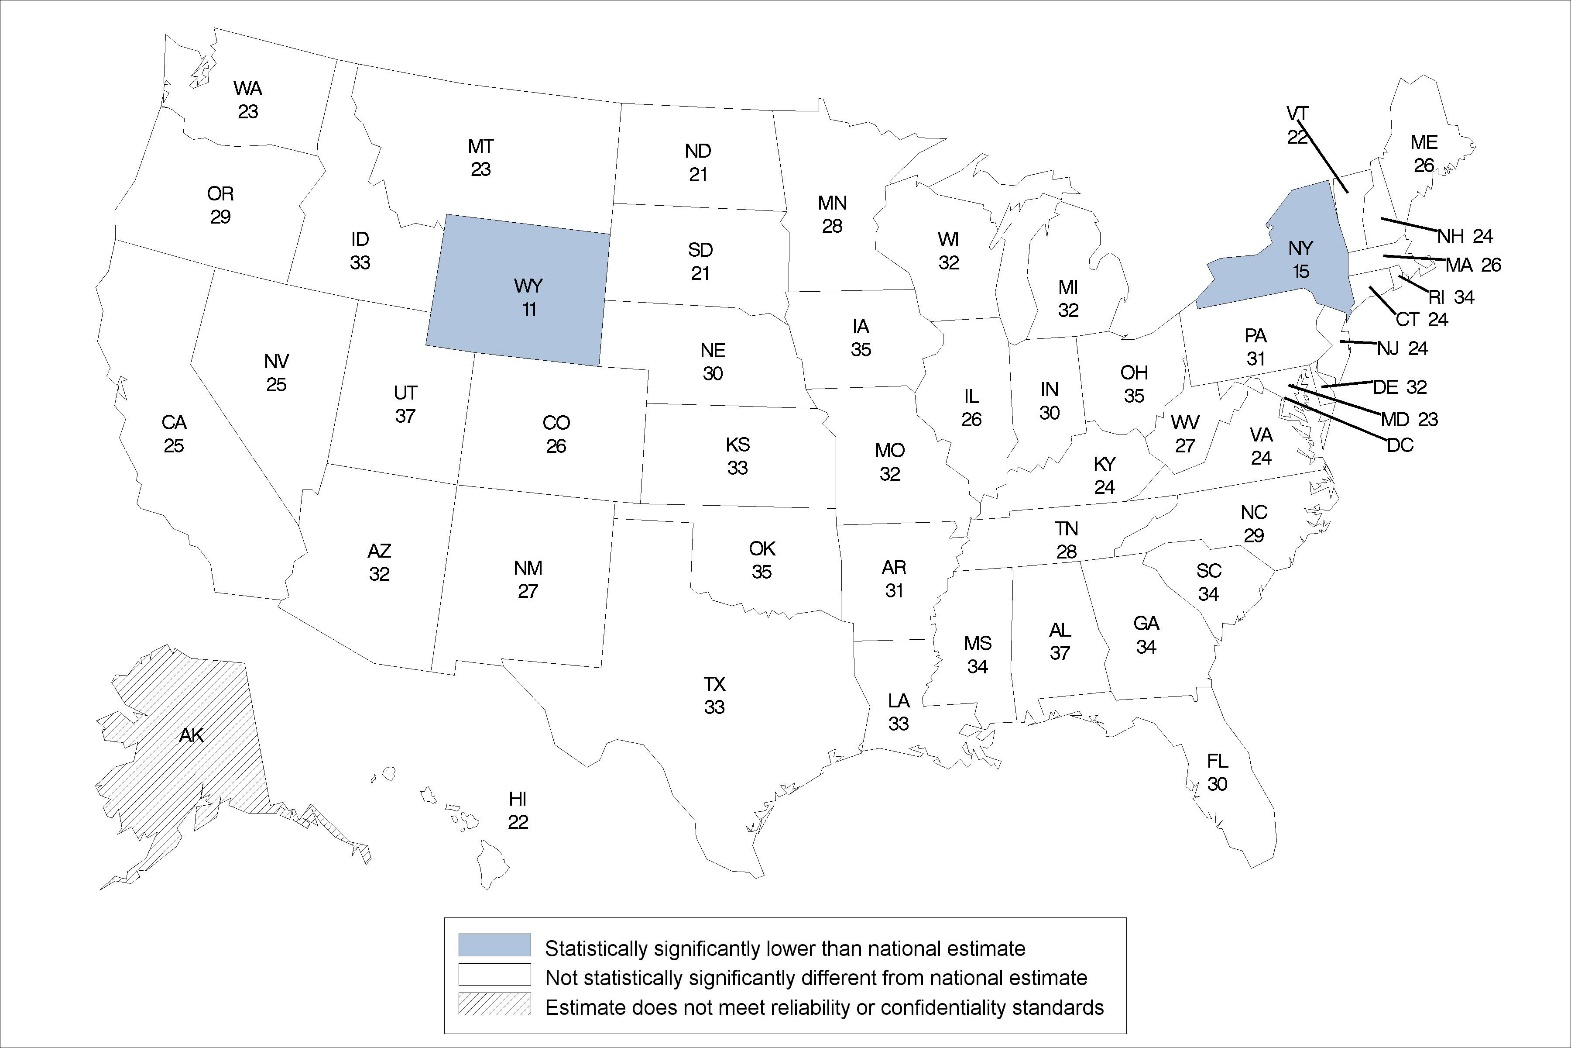 WA
23
MT
23
ND
21
MN
28
VT
22
ME
26
OR
29
ID
33
SD
21
WI
32
NY
15
NH 24
MA 26
WY
11
MI
32
RI 34
CT 24
IA
35
NE
30
PA
31
NJ 24
NV
25
UT
37
OH
35
DE 32
IL
26
IN
30
MD 23
CA
25
CO
26
KS
33
MO
32
WV
27
VA
24
DC
KY
24
AZ
32
NM
27
OK
35
AR
31
TN
28
NC
29
SC
34
MS
34
AL
37
GA
34
TX
33
LA
33
AK
FL
30
HI
22
Statistically significantly lower than national estimate
Not statistically significantly different from national estimate
Estimate does not meet reliability or confidentiality standards